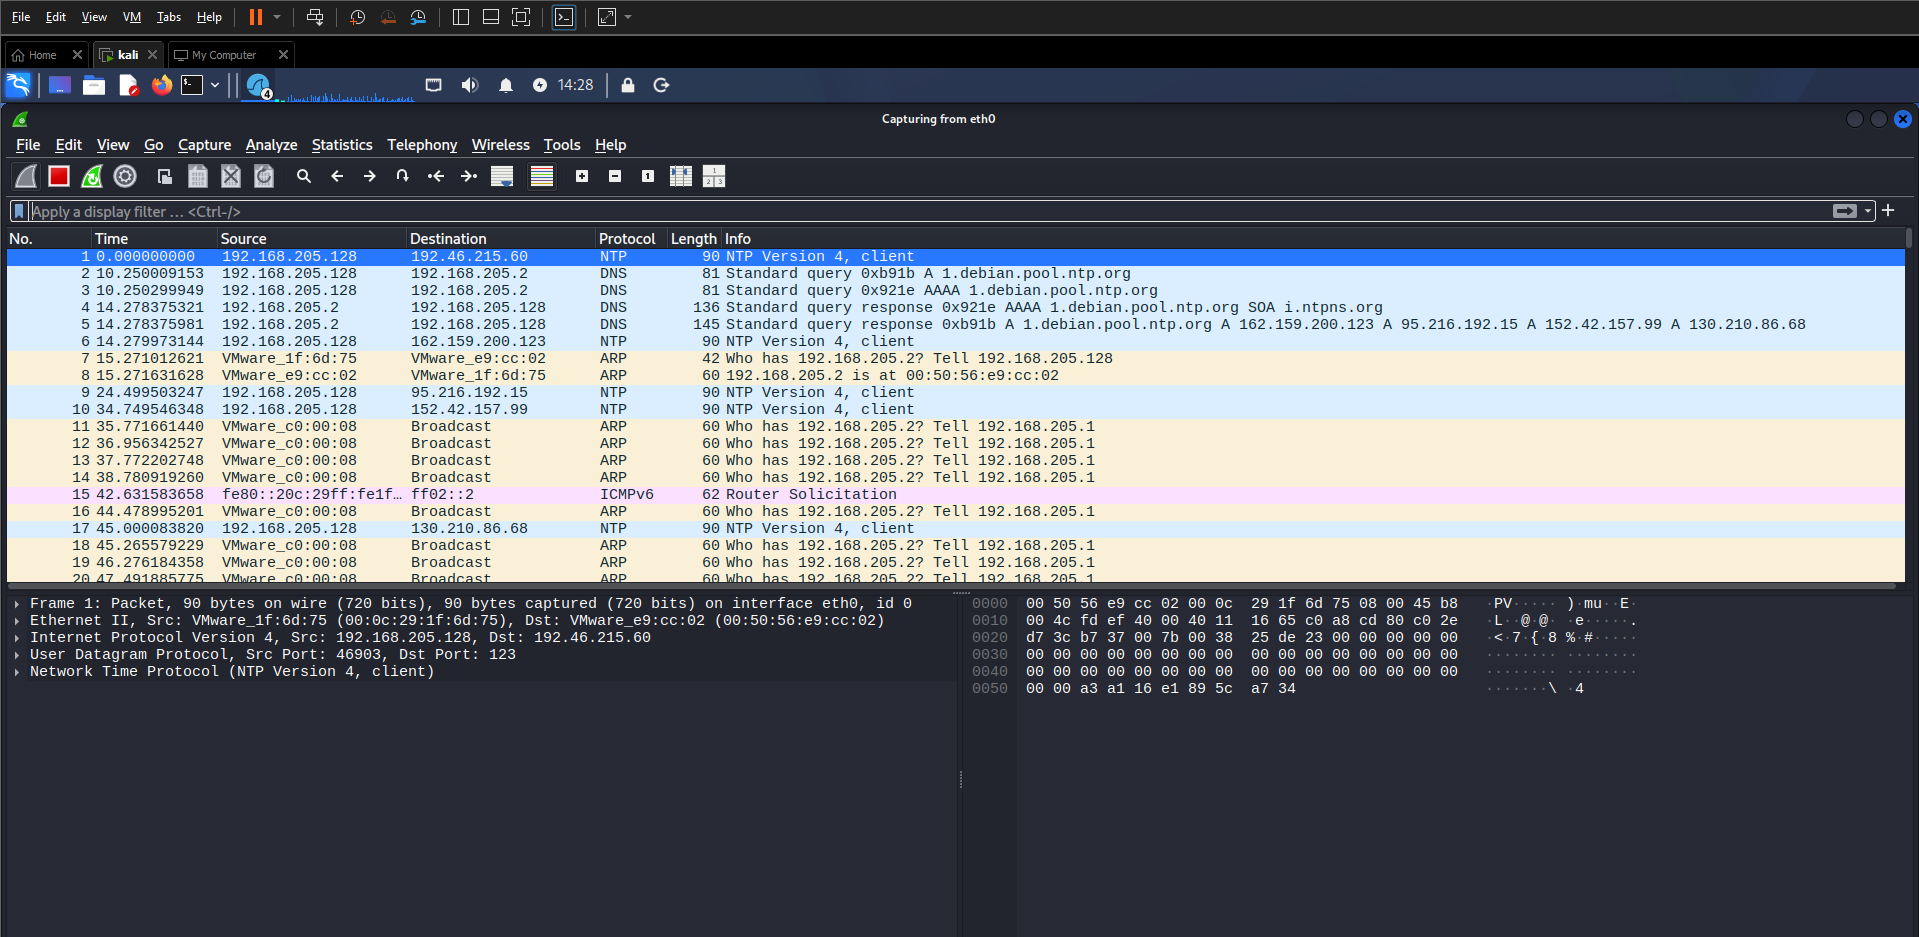 File Edit View VM Tabs Help
Home kali My Computer
4 14:28
Capturing from eth0
File Edit View Go Capture Analyze Statistics Telephony Wireless Tools Help
Apply a display filter … <Ctrl-/>
No. Time Source Destination Protocol Length Info
1 0.000000000 192.168.205.128 192.46.215.60 NTP 90 NTP Version 4, client
2 10.250009153 192.168.205.128 192.168.205.2 DNS 81 Standard query 0xb91b A 1.debian.pool.ntp.org
3 10.250299949 192.168.205.128 192.168.205.2 DNS 81 Standard query 0x921e AAAA 1.debian.pool.ntp.org
4 14.278375321 192.168.205.2 192.168.205.128 DNS 136 Standard query response 0x921e AAAA 1.debian.pool.ntp.org SOA i.ntpns.org
5 14.278375981 192.168.205.2 192.168.205.128 DNS 145 Standard query response 0xb91b A 1.debian.pool.ntp.org A 162.159.200.123 A 95.216.192.15 A 152.42.157.99 A 130.210.86.68
6 14.279973144 192.168.205.128 162.159.200.123 NTP 90 NTP Version 4, client
7 15.271012621 VMware_1f:6d:75 VMware_e9:cc:02 ARP 42 Who has 192.168.205.2? Tell 192.168.205.128
8 15.271631628 VMware_e9:cc:02 VMware_1f:6d:75 ARP 60 192.168.205.2 is at 00:50:56:e9:cc:02
9 24.499503247 192.168.205.128 95.216.192.15 NTP 90 NTP Version 4, client
10 34.749546348 192.168.205.128 152.42.157.99 NTP 90 NTP Version 4, client
11 35.771661440 VMware_c0:00:08 Broadcast ARP 60 Who has 192.168.205.2? Tell 192.168.205.1
12 36.956342527 VMware_c0:00:08 Broadcast ARP 60 Who has 192.168.205.2? Tell 192.168.205.1
13 37.772202748 VMware_c0:00:08 Broadcast ARP 60 Who has 192.168.205.2? Tell 192.168.205.1
14 38.780919260 VMware_c0:00:08 Broadcast ARP 60 Who has 192.168.205.2? Tell 192.168.205.1
15 42.631583658 fe80::20c:29ff:fe1f… ff02::2 ICMPv6 62 Router Solicitation
16 44.478995201 VMware_c0:00:08 Broadcast ARP 60 Who has 192.168.205.2? Tell 192.168.205.1
17 45.000083820 192.168.205.128 130.210.86.68 NTP 90 NTP Version 4, client
18 45.265579229 VMware_c0:00:08 Broadcast ARP 60 Who has 192.168.205.2? Tell 192.168.205.1
19 46.276184358 VMware_c0:00:08 Broadcast ARP 60 Who has 192.168.205.2? Tell 192.168.205.1
20 47.491885775 VMware_c0:00:08 Broadcast ARP 60 Who has 192.168.205.2? Tell 192.168.205.1
Frame 1: Packet, 90 bytes on wire (720 bits), 90 bytes captured (720 bits) on interface eth0, id 0
Ethernet II, Src: VMware_1f:6d:75 (00:0c:29:1f:6d:75), Dst: VMware_e9:cc:02 (00:50:56:e9:cc:02)
Internet Protocol Version 4, Src: 192.168.205.128, Dst: 192.46.215.60
User Datagram Protocol, Src Port: 46903, Dst Port: 123
Network Time Protocol (NTP Version 4, client)
0000 00 50 56 e9 cc 02 00 0c 29 1f 6d 75 08 00 45 b8 ·PV····· )·mu··E·
0010 00 4c fd ef 40 00 40 11 16 65 c0 a8 cd 80 c0 2e ·L··@·@· ·e·····.
0020 d7 3c b7 37 00 7b 00 38 25 de 23 00 00 00 00 00 ·<·7·{·8 %·#·····
0030 00 00 00 00 00 00 00 00 00 00 00 00 00 00 00 00 ········ ········
0040 00 00 00 00 00 00 00 00 00 00 00 00 00 00 00 00 ········ ········
0050 00 00 a3 a1 16 e1 89 5c a7 34 ·······\ ·4